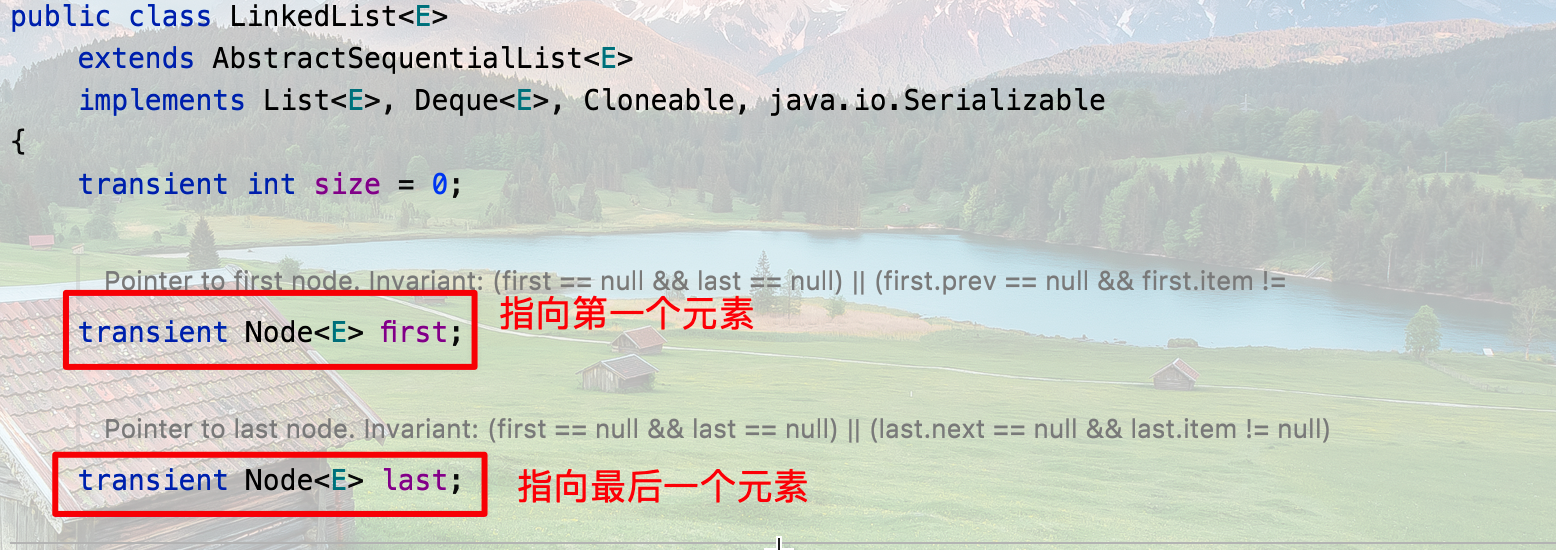 public class LinkedList<E>
extends AbstractSequentialList<E>
implements List<E>, Deque<E>, Cloneable, java.io.Serializable
{
transient int size = 0;
Pointer to first node. Invariant: (first == null && last == null) || (first.prev == null && first.item !=
transient Node<E> first;
指向第一个元素
Pointer to last node. Invariant: (first == null && last == null) || (last.next == null && last.item != null)
transient Node<E> last;
指向最后一个元素